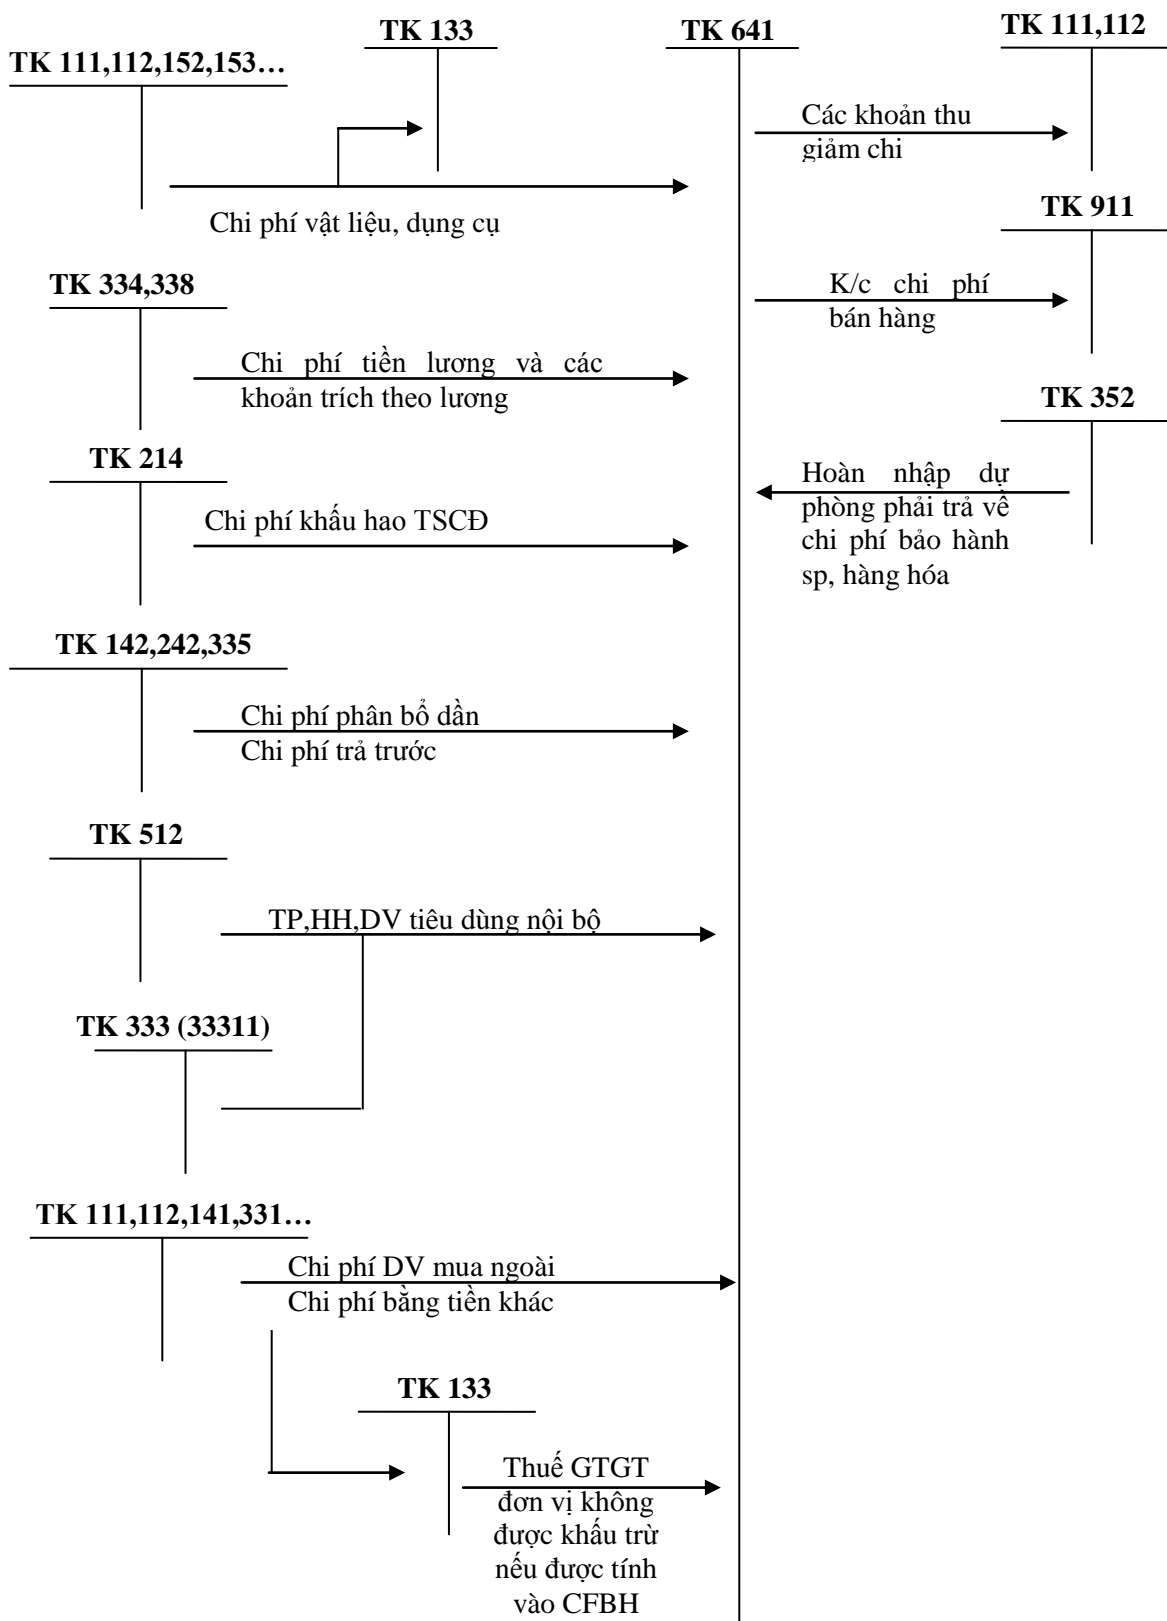 TK 133
TK 641
TK 111,112
TK 111,112,152,153…
Các khoản thu
giảm chi
Chi phí vật liệu, dụng cụ
TK 911
TK 334,338
K/c chi phí
bán hàng
Chi phí tiền lương và các
khoản trích theo lương
TK 352
TK 214
Hoàn nhập dự
phòng phải trả về
chi phí bảo hành
sp, hàng hóa
Chi phí khấu hao TSCĐ
TK 142,242,335
Chi phí phân bổ dần
Chi phí trả trước
TK 512
TP,HH,DV tiêu dùng nội bộ
TK 333 (33311)
TK 111,112,141,331…
Chi phí DV mua ngoài
Chi phí bằng tiền khác
TK 133
Thuế GTGT
đơn vị không
được khấu trừ
nếu được tính
vào CFBH